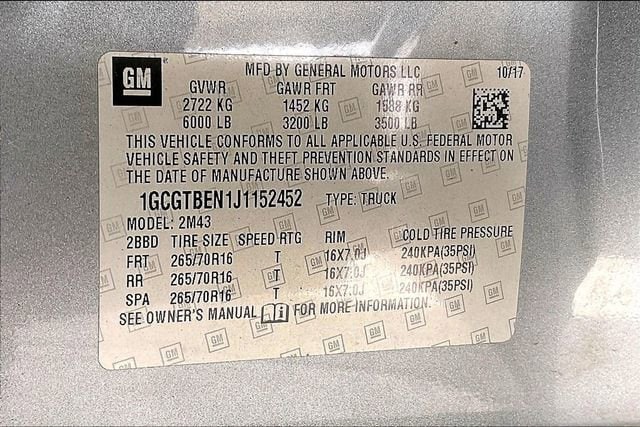 GM
MFD BY GENERAL MOTORS LLC 10/17
GVWR GAWR FRT GAWR RR
2722 KG 1452 KG 1588 KG
6000 LB 3200 LB 3500 LB
THIS VEHICLE CONFORMS TO ALL APPLICABLE U.S. FEDERAL MOTOR
VEHICLE SAFETY AND THEFT PREVENTION STANDARDS IN EFFECT ON
THE DATE OF MANUFACTURE SHOWN ABOVE.
1GCGTBEN1J1152452 TYPE: TRUCK
MODEL: 2M43
2BBD TIRE SIZE SPEED RTG RIM COLD TIRE PRESSURE
FRT 265/70R16 T 16X7.0J 240KPA(35PSI)
RR 265/70R16 T 16X7.0J 240KPA(35PSI)
SPA 265/70R16 T 16X7.0J 240KPA(35PSI)
SEE OWNER'S MANUAL FOR MORE INFORMATION.